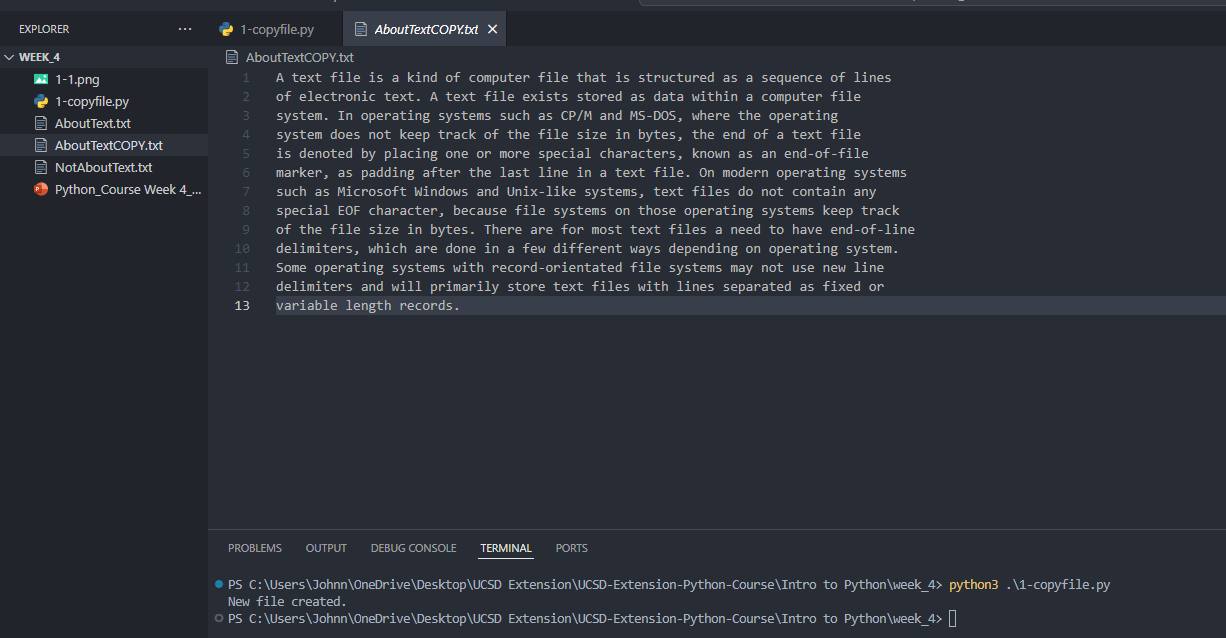 EXPLORER
···
1-copyfile.py
AboutTextCOPY.txt
WEEK_4
1-1.png
1-copyfile.py
AboutText.txt
AboutTextCOPY.txt
NotAboutText.txt
Python_Course Week 4_...
AboutTextCOPY.txt
1 A text file is a kind of computer file that is structured as a sequence of lines
2 of electronic text. A text file exists stored as data within a computer file
3 system. In operating systems such as CP/M and MS-DOS, where the operating
4 system does not keep track of the file size in bytes, the end of a text file
5 is denoted by placing one or more special characters, known as an end-of-file
6 marker, as padding after the last line in a text file. On modern operating systems
7 such as Microsoft Windows and Unix-like systems, text files do not contain any
8 special EOF character, because file systems on those operating systems keep track
9 of the file size in bytes. There are for most text files a need to have end-of-line
10 delimiters, which are done in a few different ways depending on operating system.
11 Some operating systems with record-orientated file systems may not use new line
12 delimiters and will primarily store text files with lines separated as fixed or
13 variable length records.
PROBLEMS OUTPUT DEBUG CONSOLE TERMINAL PORTS
PS C:\Users\Johnn\OneDrive\Desktop\UCSD Extension\UCSD-Extension-Python-Course\Intro to Python\week_4> python3 .\1-copyfile.py
New file created.
PS C:\Users\Johnn\OneDrive\Desktop\UCSD Extension\UCSD-Extension-Python-Course\Intro to Python\week_4>